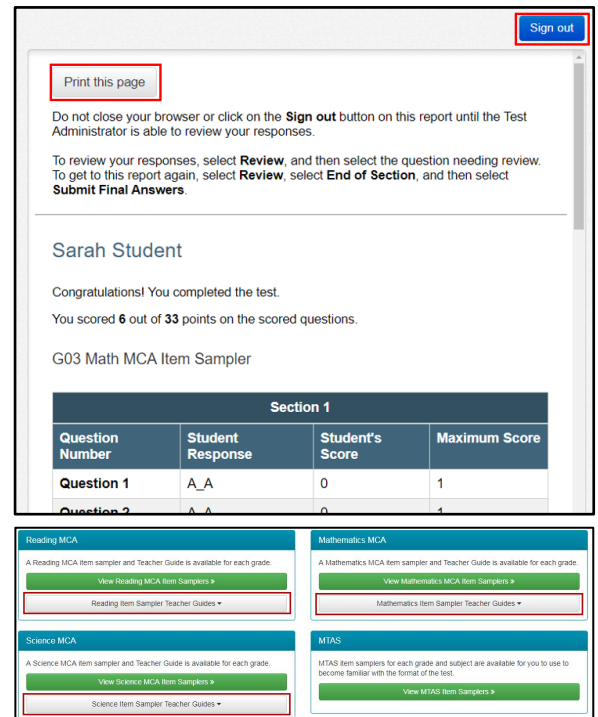 Sign out
Print this page
Do not close your browser or click on the Sign out button on this report until the Test
Administrator is able to review your responses.
To review your responses, select Review, and then select the question needing review.
To get to this report again, select Review, select End of Section, and then select
Submit Final Answers.
Sarah Student
Congratulations! You completed the test.
You scored 6 out of 33 points on the scored questions.
G03 Math MCA Item Sampler
Section 1
Question Number Student Response Student's Score Maximum Score
Question 1 A_A 0 1
Question 2 A_A 0 1
Reading MCA
A Reading MCA item sampler and Teacher Guide is available for each grade.
View Reading MCA Item Samplers »
Reading Item Sampler Teacher Guides ▾
Mathematics MCA
A Mathematics MCA item sampler and Teacher Guide is available for each grade.
View Mathematics MCA Item Samplers »
Mathematics Item Sampler Teacher Guides ▾
Science MCA
A Science MCA item sampler and Teacher Guide is available for each grade.
View Science MCA Item Samplers »
Science Item Sampler Teacher Guides ▾
MTAS
MTAS item samplers for each grade and subject are available for you to use to
become familiar with the format of the test.
View MTAS Item Samplers »